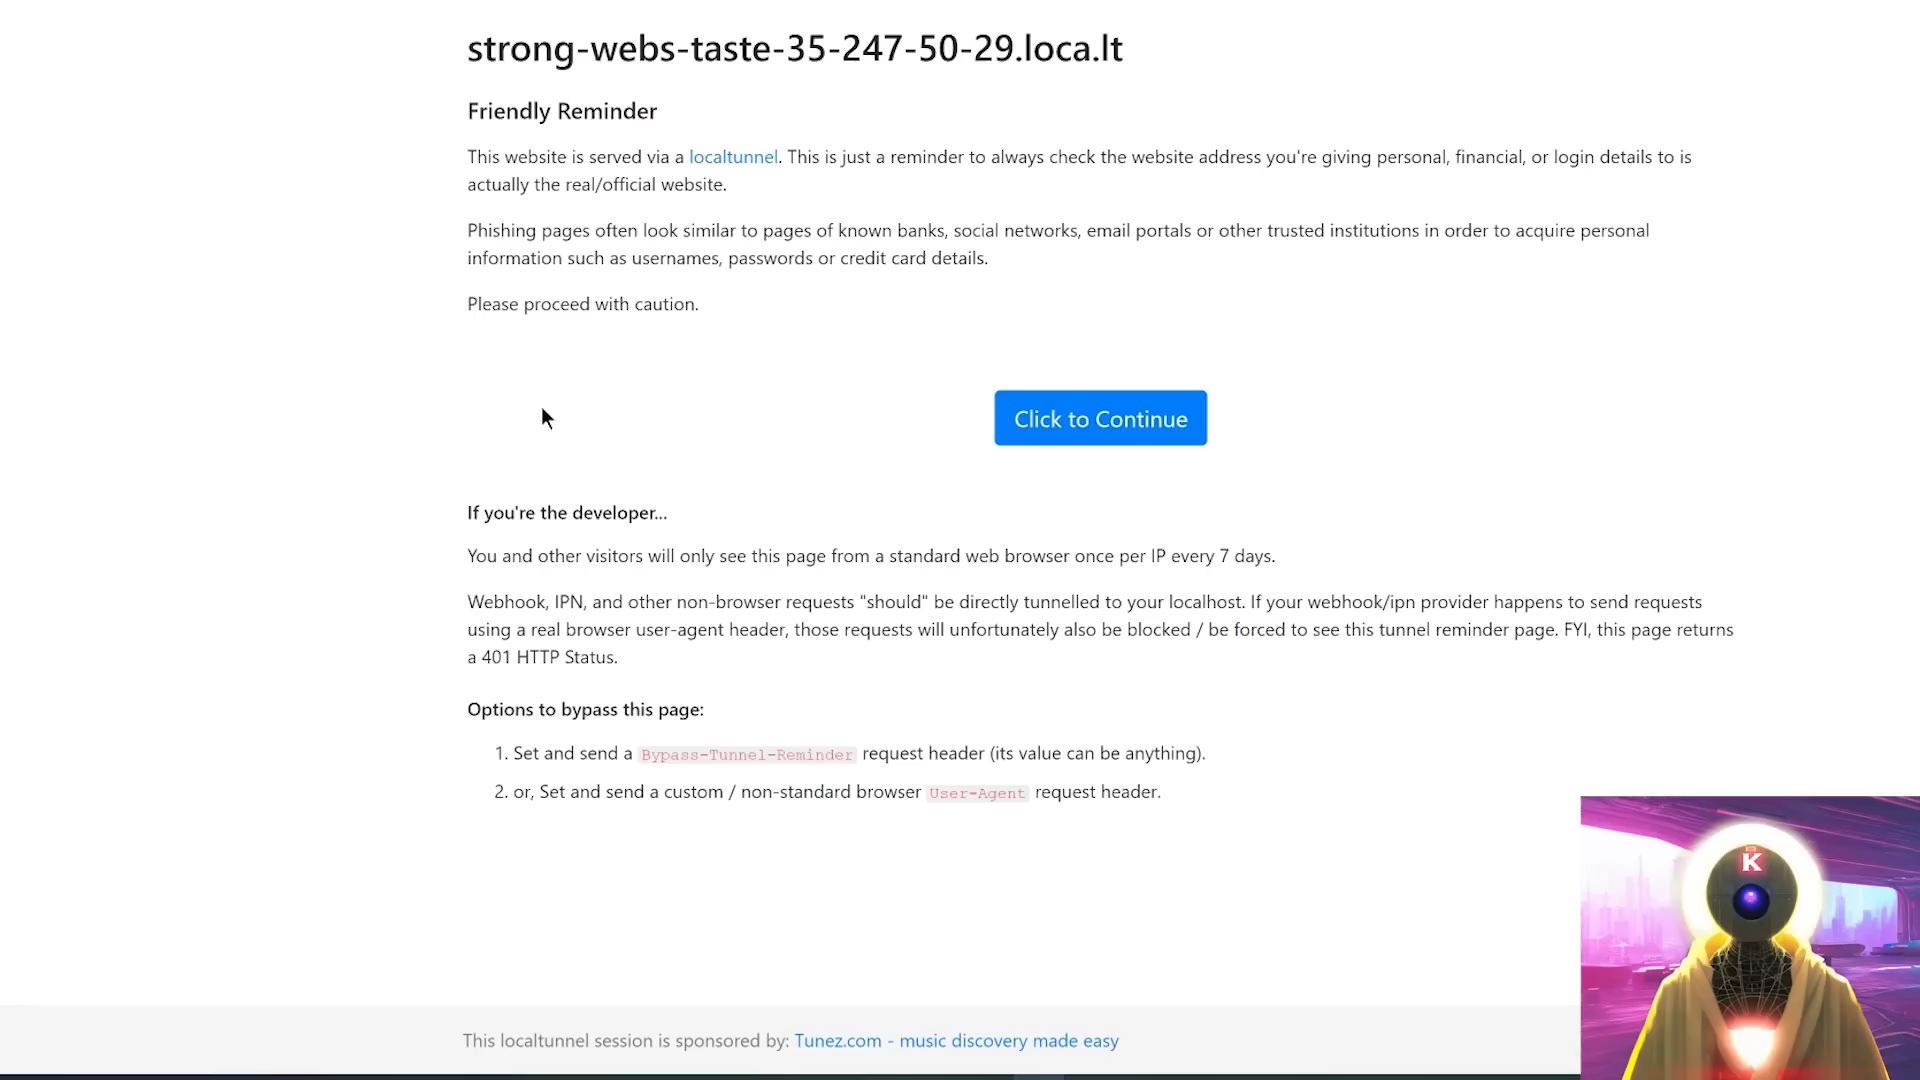 strong-webs-taste-35-247-50-29.loca.lt
Friendly Reminder
This website is served via a localtunnel. This is just a reminder to always check the website address you're giving personal, financial, or login details to is
actually the real/official website.
Phishing pages often look similar to pages of known banks, social networks, email portals or other trusted institutions in order to acquire personal
information such as usernames, passwords or credit card details.
Please proceed with caution.
Click to Continue
If you're the developer...
You and other visitors will only see this page from a standard web browser once per IP every 7 days.
Webhook, IPN, and other non-browser requests "should" be directly tunnelled to your localhost. If your webhook/ipn provider happens to send requests
using a real browser user-agent header, those requests will unfortunately also be blocked / be forced to see this tunnel reminder page. FYI, this page returns
a 401 HTTP Status.
Options to bypass this page:
1. Set and send a Bypass-Tunnel-Reminder request header (its value can be anything).
2. or, Set and send a custom / non-standard browser User-Agent request header.
K
This localtunnel session is sponsored by: Tunez.com - music discovery made easy